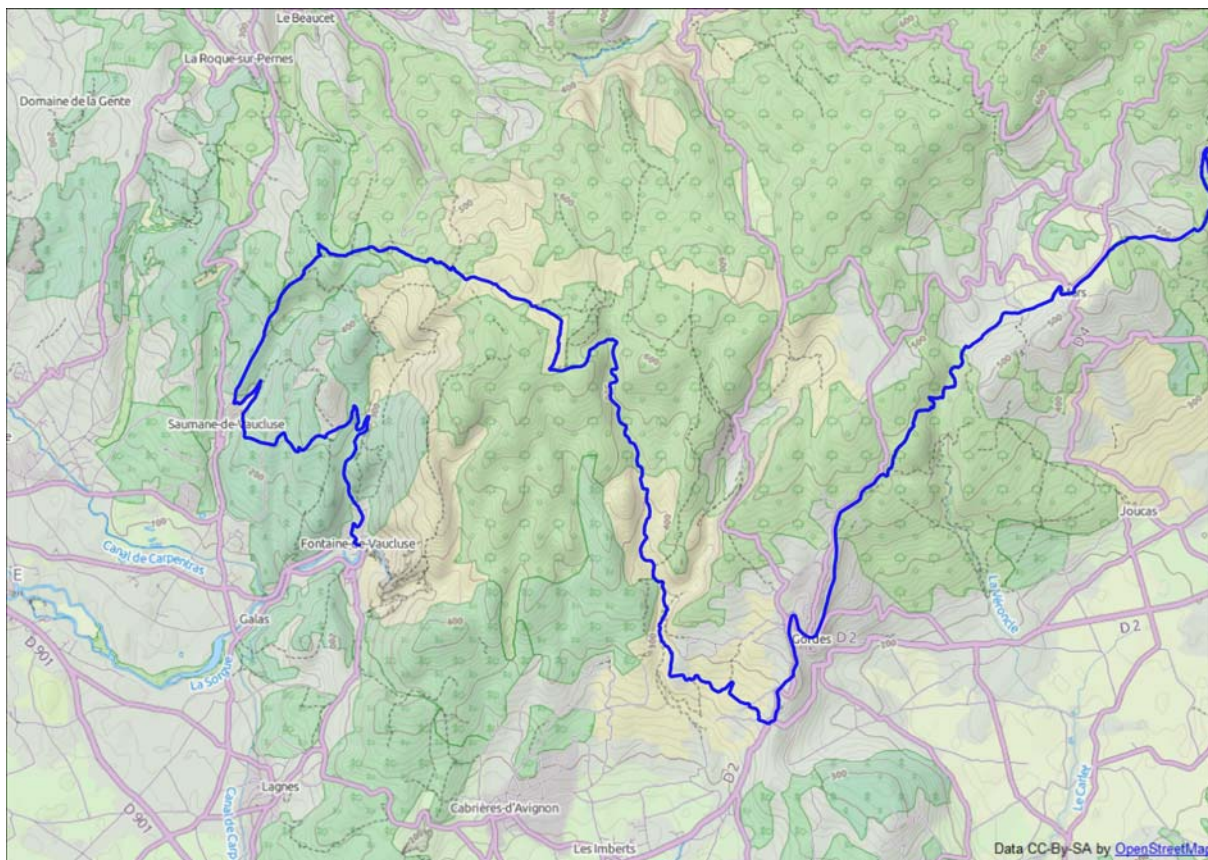 Le Beaucet
La Roque-sur-Pernes
Domaine de la Gente
Saumane-de-Vaucluse
Fontaine-de-Vaucluse
Canal de Carpentras
Galas
La Sorgue
D 901
D 901
Lagnes
Cabrières-d'Avignon
Les Imberts
D 2
Gordes
D 2
D 2
Joucas
La Véroncle
Le Carlet
D 4
Data CC-By-SA by OpenStreetMap